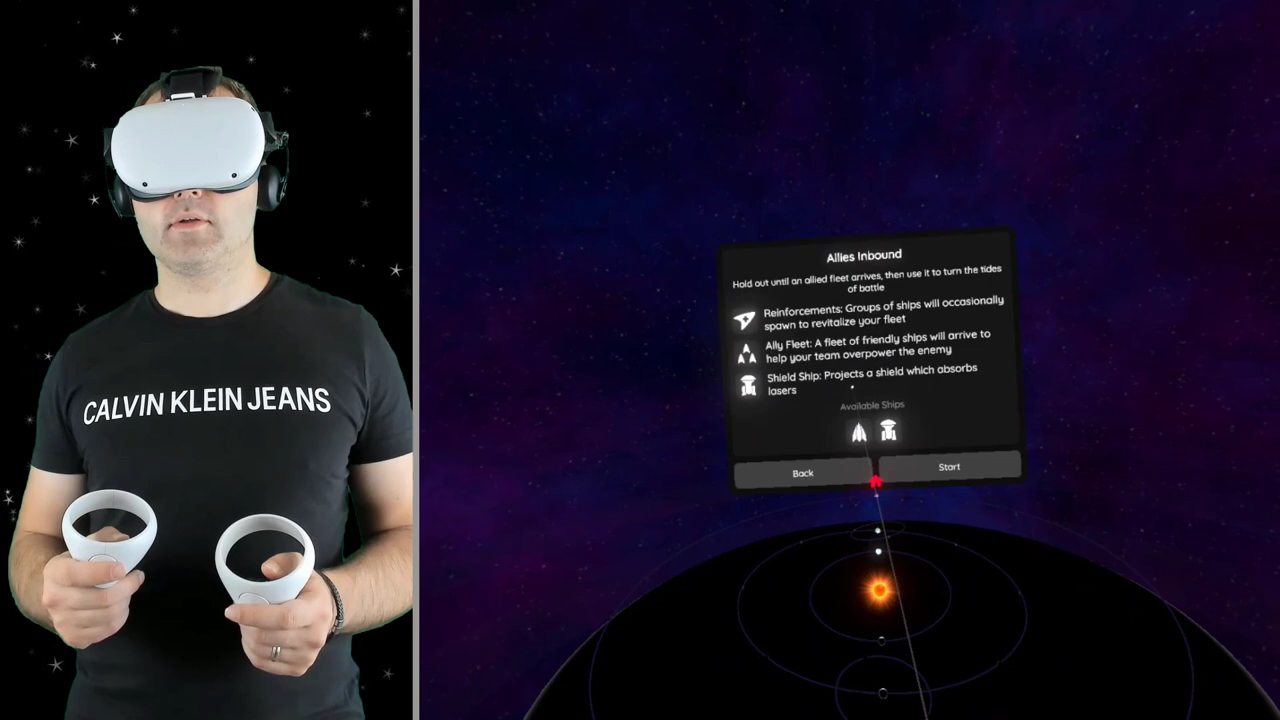 CALVIN KLEIN JEANS
Allies Inbound
Hold out until an allied fleet arrives, then use it to turn the tides
of battle
Reinforcements: Groups of ships will occasionally
spawn to revitalize your fleet
Ally Fleet: A fleet of friendly ships will arrive to
help your team overpower the enemy
Shield Ship: Projects a shield which absorbs
lasers
Available Ships
Back
Start